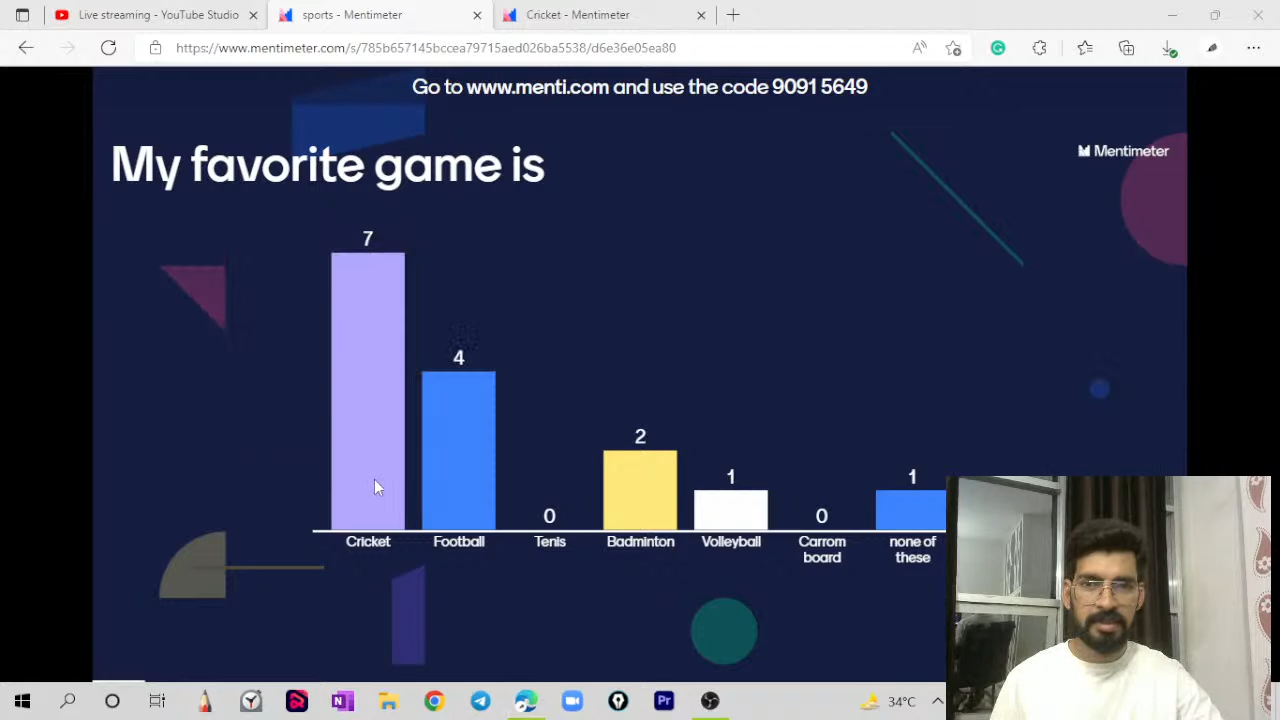 Live streaming - YouTube Studio
sports - Mentimeter
Cricket - Mentimeter
https://www.mentimeter.com/s/785b657145bccea79715aed026ba5538/d6e36e05ea80
Go to www.menti.com and use the code 9091 5649
My favorite game is
Mentimeter
7
4
0
2
1
0
1
Cricket
Football
Tenis
Badminton
Volleyball
Carrom
board
none of
these
N
Pr
34°C